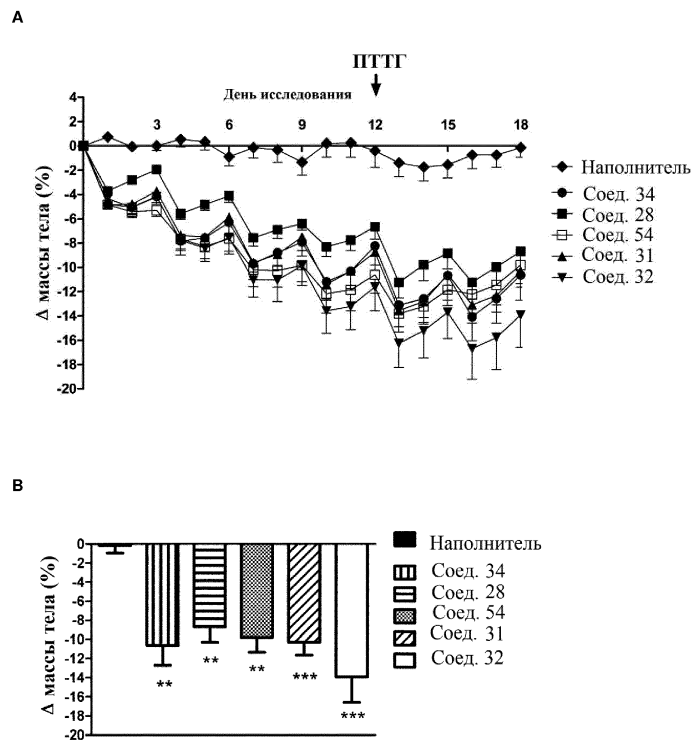 A
ПТТГ
День исследования
4
2
0
-2
-4
-6
-8
-10
-12
-14
-16
-18
-20
3 6 9 12 15 18
Δ массы тела (%)
Наполнитель
Соед. 34
Соед. 28
Соед. 54
Соед. 31
Соед. 32
B
0
-2
-4
-6
-8
-10
-12
-14
-16
-18
-20
Δ массы тела (%)
** ** ** *** ***
Наполнитель
Соед. 34
Соед. 28
Соед. 54
Соед. 31
Соед. 32